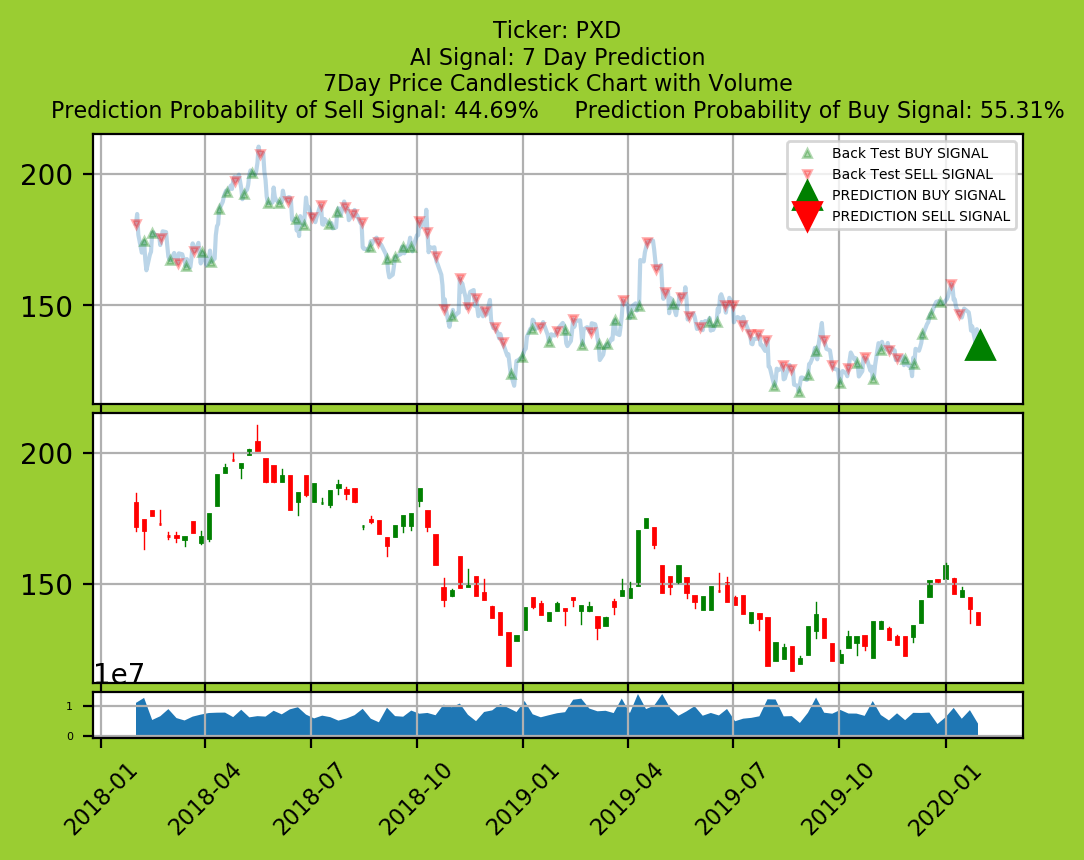 Ticker: PXD
AI Signal: 7 Day Prediction
7Day Price Candlestick Chart with Volume
Prediction Probability of Sell Signal: 44.69% Prediction Probability of Buy Signal: 55.31%
Back Test BUY SIGNAL
Back Test SELL SIGNAL
PREDICTION BUY SIGNAL
PREDICTION SELL SIGNAL
200
150
200
150
1e7
1
0
2018-01
2018-04
2018-07
2018-10
2019-01
2019-04
2019-07
2019-10
2020-01